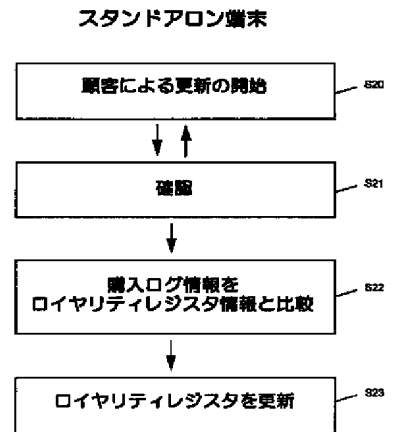 スタンドアロン端末
顧客による更新の開始
S20
確認
S21
購入ログ情報を
ロイヤリティレジスタ情報と比較
S22
ロイヤリティレジスタを更新
S23